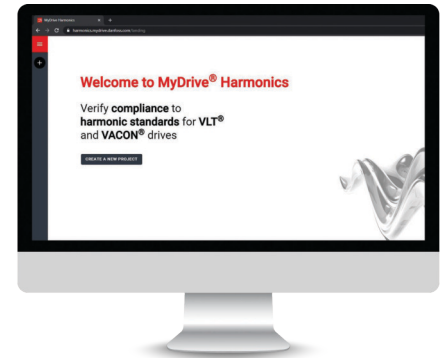 MyDrive Harmonics
harmonics.mydrive.danfoss.com/landing
Welcome to MyDrive® Harmonics
Verify compliance to
harmonic standards for VLT®
and VACON® drives
CREATE A NEW PROJECT